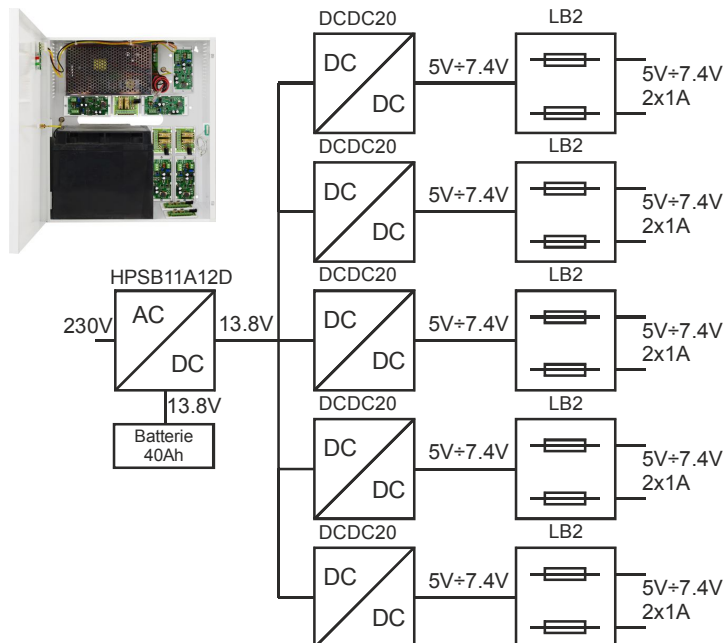 DCDC20
LB2
DC
DC
5V÷7.4V
5V÷7.4V
2x1A
DCDC20
LB2
DC
DC
5V÷7.4V
5V÷7.4V
2x1A
HPSB11A12D
DCDC20
LB2
230V
AC
DC
13.8V
DC
DC
5V÷7.4V
5V÷7.4V
2x1A
13.8V
Batterie
40Ah
DCDC20
LB2
DC
DC
5V÷7.4V
5V÷7.4V
2x1A
DCDC20
LB2
DC
DC
5V÷7.4V
5V÷7.4V
2x1A